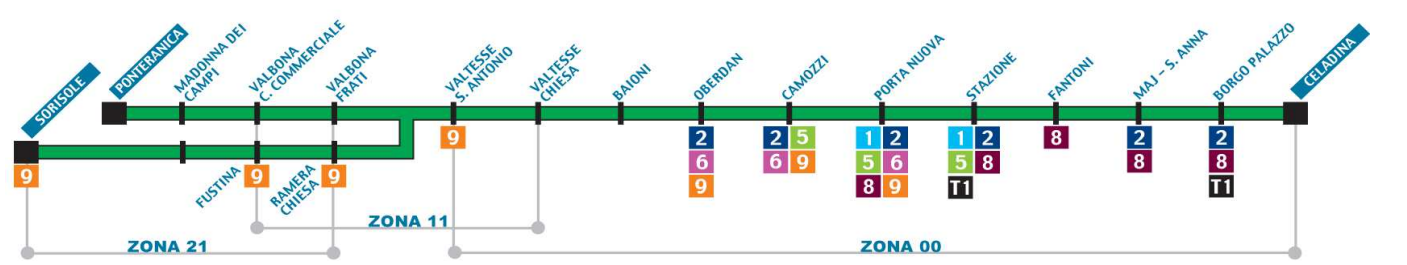 SORISOLE
PONTERANICA
MADONNA DEI
CAMPI
VALBONA
C. COMMERCIALE
VALBONA
FRATI
VALTESSE
S. ANTONIO
VALTESSE
CHIESA
BAIONI
OBERDAN
CAMOZZI
PORTA NUOVA
STAZIONE
FANTONI
MAJ – S. ANNA
BORGO PALAZZO
CELADINA
9
2
2 5
1 2
1 2
8
2
2
6
6 9
5 6
5 8
8
8
9
8 9
T1
T1
9
FUSTINA
9
RAMERA
CHIESA
9
ZONA 11
ZONA 21
ZONA 00